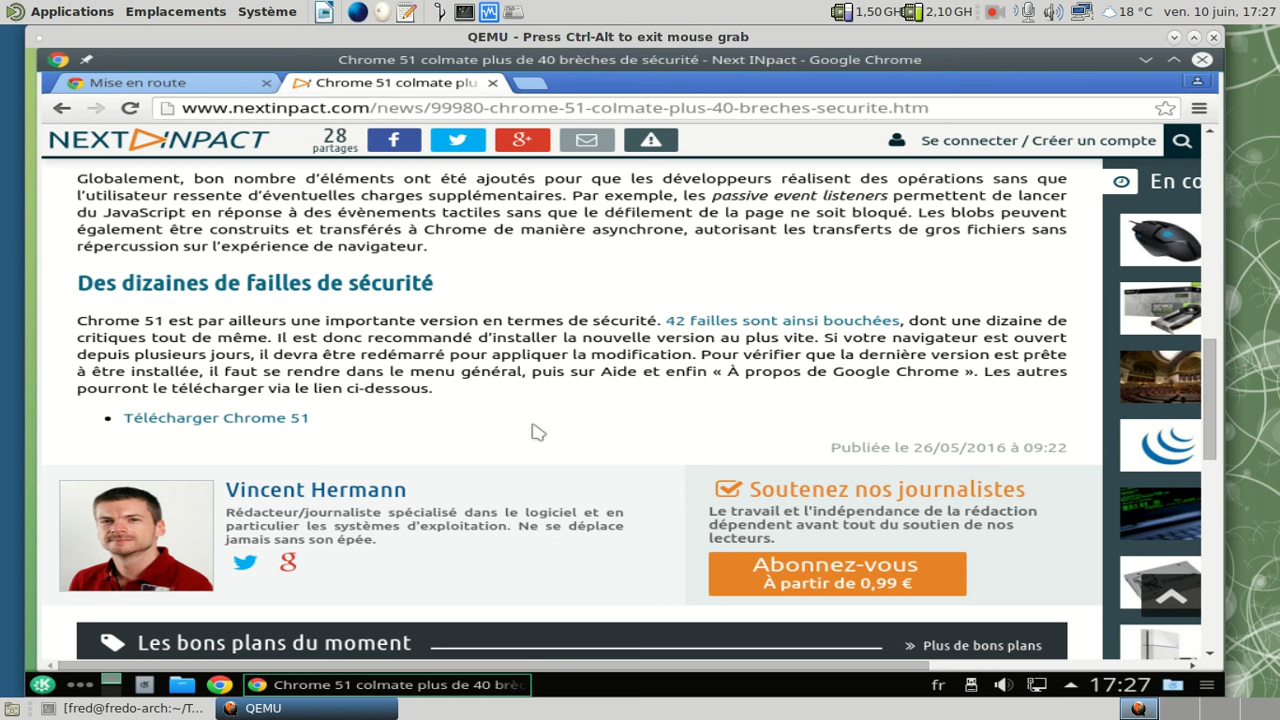 Applications Emplacements Système 1,50 GH 2,10 GH 18 °C ven. 10 juin, 17:27
QEMU - Press Ctrl-Alt to exit mouse grab
Chrome 51 colmate plus de 40 brèches de sécurité - Next INpact - Google Chrome
Mise en route Chrome 51 colmate plu
www.nextinpact.com/news/99980-chrome-51-colmate-plus-40-breches-securite.htm
NEXT INPACT 28 partages Se connecter / Créer un compte
Globalement, bon nombre d’éléments ont été ajoutés pour que les développeurs réalisent des opérations sans que
l’utilisateur ressente d’éventuelles charges supplémentaires. Par exemple, les passive event listeners permettent de lancer
du JavaScript en réponse à des évènements tactiles sans que le défilement de la page ne soit bloqué. Les blobs peuvent
également être construits et transférés à Chrome de manière asynchrone, autorisant les transferts de gros fichiers sans
répercussion sur l’expérience de navigateur.
En co
Des dizaines de failles de sécurité
Chrome 51 est par ailleurs une importante version en termes de sécurité. 42 failles sont ainsi bouchées, dont une dizaine de
critiques tout de même. Il est donc recommandé d’installer la nouvelle version au plus vite. Si votre navigateur est ouvert
depuis plusieurs jours, il devra être redémarré pour appliquer la modification. Pour vérifier que la dernière version est prête
à être installée, il faut se rendre dans le menu général, puis sur Aide et enfin « À propos de Google Chrome ». Les autres
pourront le télécharger via le lien ci-dessous.
• Télécharger Chrome 51
Publiée le 26/05/2016 à 09:22
Vincent Hermann
Rédacteur/journaliste spécialisé dans le logiciel et en
particulier les systèmes d'exploitation. Ne se déplace
jamais sans son épée.
Soutenez nos journalistes
Le travail et l'indépendance de la rédaction
dépendent avant tout du soutien de nos
lecteurs.
Abonnez-vous
À partir de 0,99 €
Les bons plans du moment » Plus de bons plans
Chrome 51 colmate plus de 40 brèc fr 17:27
[fred@fredo-arch:~/T... QEMU